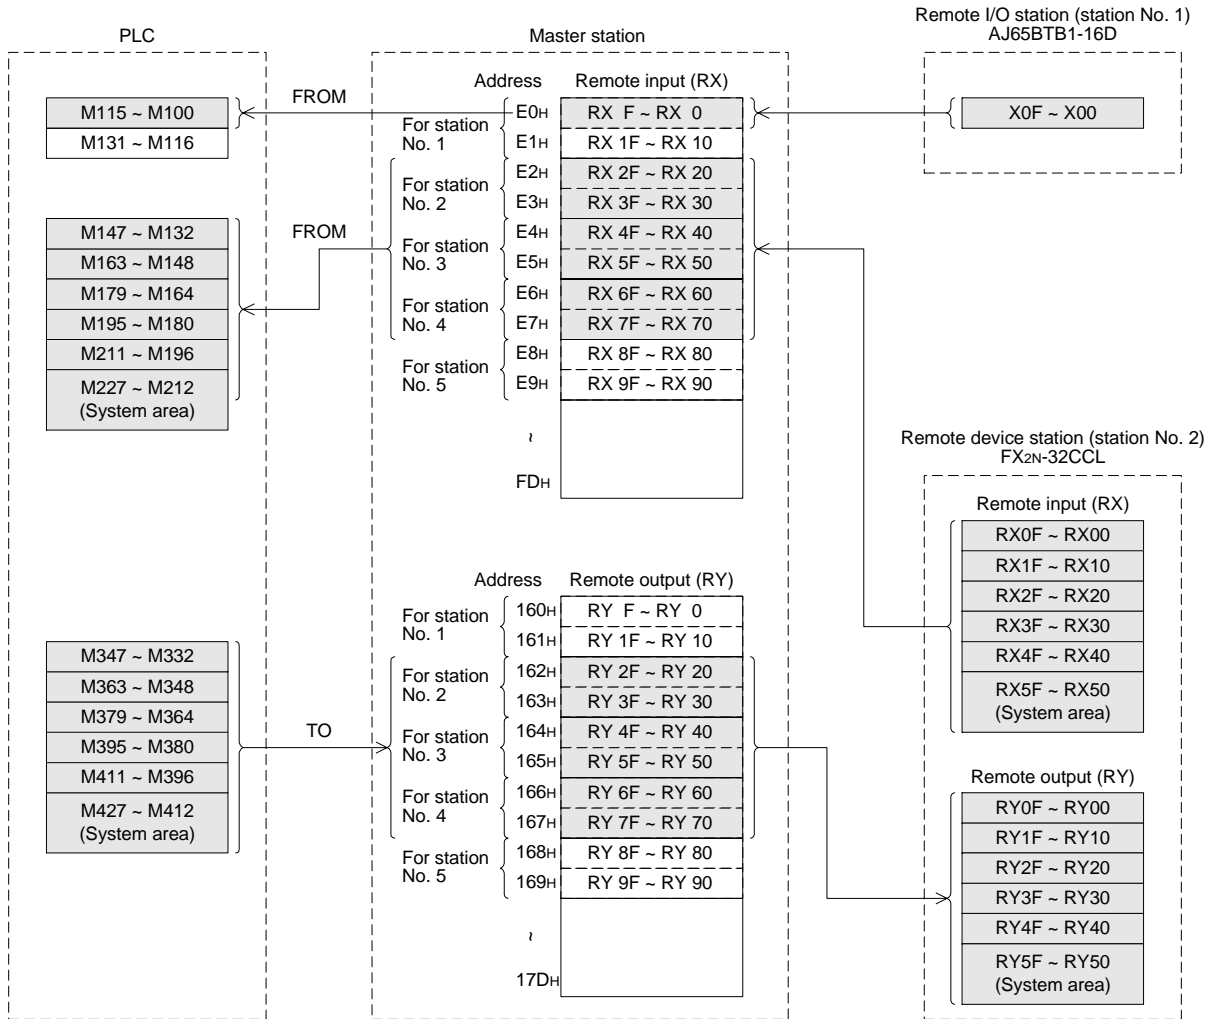 Remote I/O station (station No. 1)
AJ65BTB1-16D
PLC
Master station
Address
Remote input (RX)
FROM
M115 ~ M100
M131 ~ M116
For station
No. 1
E0H
RX F ~ RX 0
E1H
RX 1F ~ RX 10
X0F ~ X00
For station
No. 2
E2H
RX 2F ~ RX 20
E3H
RX 3F ~ RX 30
FROM
M147 ~ M132
M163 ~ M148
M179 ~ M164
M195 ~ M180
M211 ~ M196
M227 ~ M212
(System area)
For station
No. 3
E4H
RX 4F ~ RX 40
E5H
RX 5F ~ RX 50
For station
No. 4
E6H
RX 6F ~ RX 60
E7H
RX 7F ~ RX 70
For station
No. 5
E8H
RX 8F ~ RX 80
E9H
RX 9F ~ RX 90
~
FDH
Remote device station (station No. 2)
FX2N-32CCL
Remote input (RX)
RX0F ~ RX00
RX1F ~ RX10
RX2F ~ RX20
RX3F ~ RX30
RX4F ~ RX40
RX5F ~ RX50
(System area)
Address
Remote output (RY)
For station
No. 1
160H
RY F ~ RY 0
161H
RY 1F ~ RY 10
For station
No. 2
162H
RY 2F ~ RY 20
163H
RY 3F ~ RY 30
M347 ~ M332
M363 ~ M348
M379 ~ M364
M395 ~ M380
M411 ~ M396
M427 ~ M412
(System area)
TO
For station
No. 3
164H
RY 4F ~ RY 40
165H
RY 5F ~ RY 50
For station
No. 4
166H
RY 6F ~ RY 60
167H
RY 7F ~ RY 70
For station
No. 5
168H
RY 8F ~ RY 80
169H
RY 9F ~ RY 90
~
17DH
Remote output (RY)
RY0F ~ RY00
RY1F ~ RY10
RY2F ~ RY20
RY3F ~ RY30
RY4F ~ RY40
RY5F ~ RY50
(System area)